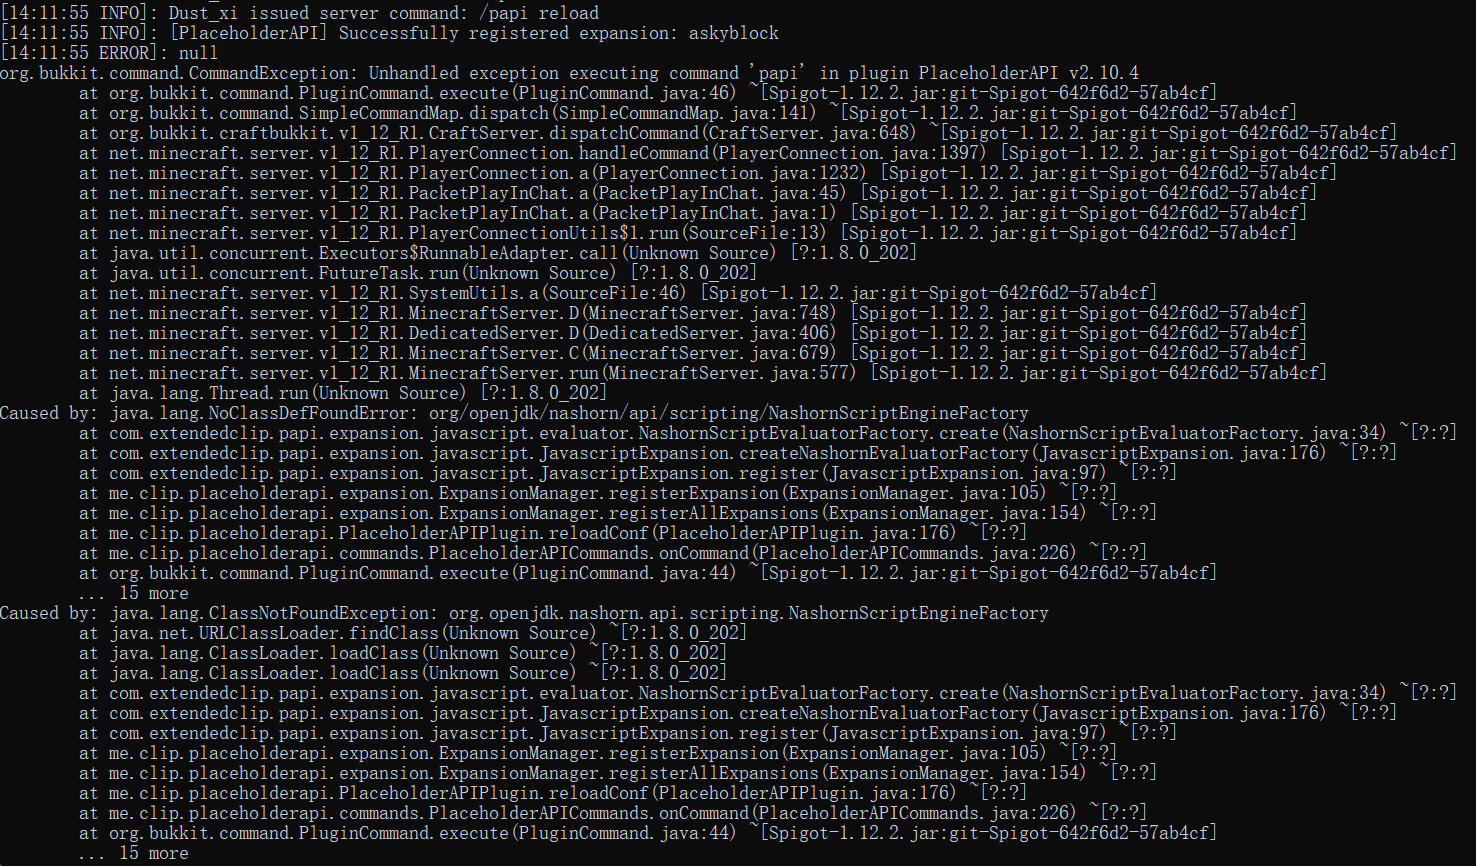 [14:11:55 INFO]: Dust_xi issued server command: /papi reload
[14:11:55 INFO]: [PlaceholderAPI] Successfully registered expansion: askyblock
[14:11:55 ERROR]: null
org.bukkit.command.CommandException: Unhandled exception executing command 'papi' in plugin PlaceholderAPI v2.10.4
at org.bukkit.command.PluginCommand.execute(PluginCommand.java:46) ~[Spigot-1.12.2.jar:git-Spigot-642f6d2-57ab4cf]
at org.bukkit.command.SimpleCommandMap.dispatch(SimpleCommandMap.java:141) ~[Spigot-1.12.2.jar:git-Spigot-642f6d2-57ab4cf]
at org.bukkit.craftbukkit.v1_12_R1.CraftServer.dispatchCommand(CraftServer.java:648) ~[Spigot-1.12.2.jar:git-Spigot-642f6d2-57ab4cf]
at net.minecraft.server.v1_12_R1.PlayerConnection.handleCommand(PlayerConnection.java:1397) [Spigot-1.12.2.jar:git-Spigot-642f6d2-57ab4cf]
at net.minecraft.server.v1_12_R1.PlayerConnection.a(PlayerConnection.java:1232) [Spigot-1.12.2.jar:git-Spigot-642f6d2-57ab4cf]
at net.minecraft.server.v1_12_R1.PacketPlayInChat.a(PacketPlayInChat.java:45) [Spigot-1.12.2.jar:git-Spigot-642f6d2-57ab4cf]
at net.minecraft.server.v1_12_R1.PacketPlayInChat.a(PacketPlayInChat.java:1) [Spigot-1.12.2.jar:git-Spigot-642f6d2-57ab4cf]
at net.minecraft.server.v1_12_R1.PlayerConnectionUtils$1.run(SourceFile:13) [Spigot-1.12.2.jar:git-Spigot-642f6d2-57ab4cf]
at java.util.concurrent.Executors$RunnableAdapter.call(Unknown Source) [?:1.8.0_202]
at java.util.concurrent.FutureTask.run(Unknown Source) [?:1.8.0_202]
at net.minecraft.server.v1_12_R1.SystemUtils.a(SourceFile:46) [Spigot-1.12.2.jar:git-Spigot-642f6d2-57ab4cf]
at net.minecraft.server.v1_12_R1.MinecraftServer.D(MinecraftServer.java:748) [Spigot-1.12.2.jar:git-Spigot-642f6d2-57ab4cf]
at net.minecraft.server.v1_12_R1.DedicatedServer.D(DedicatedServer.java:406) [Spigot-1.12.2.jar:git-Spigot-642f6d2-57ab4cf]
at net.minecraft.server.v1_12_R1.MinecraftServer.C(MinecraftServer.java:679) [Spigot-1.12.2.jar:git-Spigot-642f6d2-57ab4cf]
at net.minecraft.server.v1_12_R1.MinecraftServer.run(MinecraftServer.java:577) [Spigot-1.12.2.jar:git-Spigot-642f6d2-57ab4cf]
at java.lang.Thread.run(Unknown Source) [?:1.8.0_202]
Caused by: java.lang.NoClassDefFoundError: org/openjdk/nashorn/api/scripting/NashornScriptEngineFactory
at com.extendedclip.papi.expansion.javascript.evaluator.NashornScriptEvaluatorFactory.create(NashornScriptEvaluatorFactory.java:34) ~[?:?]
at com.extendedclip.papi.expansion.javascript.JavascriptExpansion.createNashornEvaluatorFactory(JavascriptExpansion.java:176) ~[?:?]
at com.extendedclip.papi.expansion.javascript.JavascriptExpansion.register(JavascriptExpansion.java:97) ~[?:?]
at me.clip.placeholderapi.expansion.ExpansionManager.registerExpansion(ExpansionManager.java:105) ~[?:?]
at me.clip.placeholderapi.expansion.ExpansionManager.registerAllExpansions(ExpansionManager.java:154) ~[?:?]
at me.clip.placeholderapi.PlaceholderAPIPlugin.reloadConf(PlaceholderAPIPlugin.java:176) ~[?:?]
at me.clip.placeholderapi.commands.PlaceholderAPICommands.onCommand(PlaceholderAPICommands.java:226) ~[?:?]
at org.bukkit.command.PluginCommand.execute(PluginCommand.java:44) ~[Spigot-1.12.2.jar:git-Spigot-642f6d2-57ab4cf]
... 15 more
Caused by: java.lang.ClassNotFoundException: org.openjdk.nashorn.api.scripting.NashornScriptEngineFactory
at java.net.URLClassLoader.findClass(Unknown Source) ~[?:1.8.0_202]
at java.lang.ClassLoader.loadClass(Unknown Source) ~[?:1.8.0_202]
at java.lang.ClassLoader.loadClass(Unknown Source) ~[?:1.8.0_202]
at com.extendedclip.papi.expansion.javascript.evaluator.NashornScriptEvaluatorFactory.create(NashornScriptEvaluatorFactory.java:34) ~[?:?]
at com.extendedclip.papi.expansion.javascript.JavascriptExpansion.createNashornEvaluatorFactory(JavascriptExpansion.java:176) ~[?:?]
at com.extendedclip.papi.expansion.javascript.JavascriptExpansion.register(JavascriptExpansion.java:97) ~[?:?]
at me.clip.placeholderapi.expansion.ExpansionManager.registerExpansion(ExpansionManager.java:105) ~[?:?]
at me.clip.placeholderapi.expansion.ExpansionManager.registerAllExpansions(ExpansionManager.java:154) ~[?:?]
at me.clip.placeholderapi.PlaceholderAPIPlugin.reloadConf(PlaceholderAPIPlugin.java:176) ~[?:?]
at me.clip.placeholderapi.commands.PlaceholderAPICommands.onCommand(PlaceholderAPICommands.java:226) ~[?:?]
at org.bukkit.command.PluginCommand.execute(PluginCommand.java:44) ~[Spigot-1.12.2.jar:git-Spigot-642f6d2-57ab4cf]
... 15 more